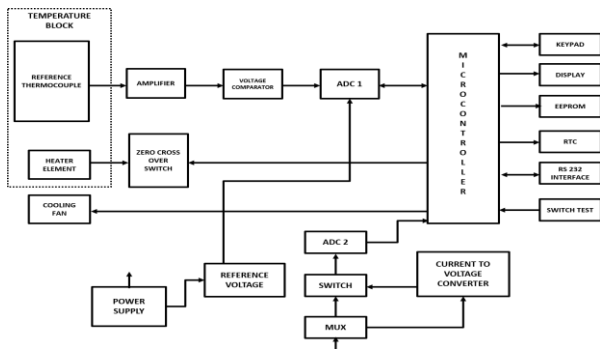 TEMPERATURE
BLOCK
REFERENCE
THERMOCOUPLE
AMPLIFIER
VOLTAGE
COMPARATOR
ADC 1
MICROCONTROLLER
KEYPAD
DISPLAY
EEPROM
RTC
RS 232
INTERFACE
SWITCH TEST
HEATER
ELEMENT
ZERO CROSS
OVER
SWITCH
COOLING
FAN
ADC 2
REFERENCE
VOLTAGE
SWITCH
CURRENT TO
VOLTAGE
CONVERTER
POWER
SUPPLY
MUX